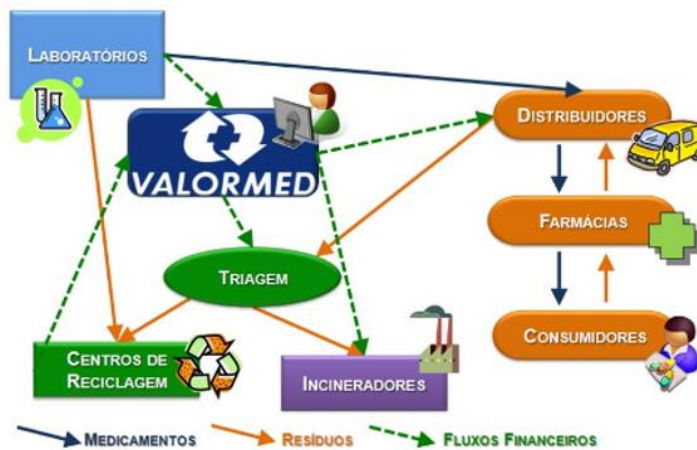 LABORATÓRIOS
DISTRIBUIDORES
VALORMED
FARMÁCIAS
TRIAGEM
CONSUMIDORES
CENTROS DE
RECICLAGEM
INCINERADORES
MEDICAMENTOS RESÍDUOS FLUXOS FINANCEIROS